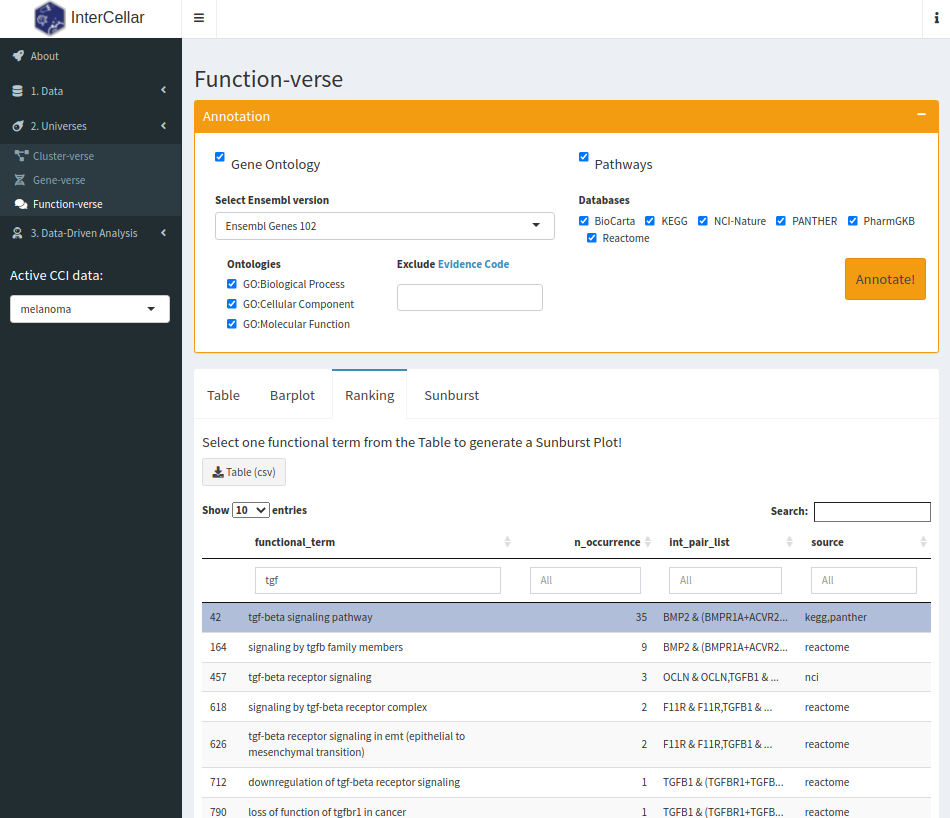 InterCellar
About
1. Data
2. Universes
Cluster-verse
Gene-verse
Function-verse
3. Data-Driven Analysis
Active CCI data:
melanoma
Function-verse
Annotation
Gene Ontology
Pathways
Select Ensembl version
Ensembl Genes 102
Databases
BioCarta KEGG NCI-Nature PANTHER PharmGKB
Reactome
Ontologies
GO:Biological Process
GO:Cellular Component
GO:Molecular Function
Exclude Evidence Code
Annotate!
Table Barplot Ranking Sunburst
Select one functional term from the Table to generate a Sunburst Plot!
Table (csv)
Show 10 entries
Search:
functional_term n_occurrence int_pair_list source
tgf All All All
42 tgf-beta signaling pathway 35 BMP2 & (BMPR1A+ACVR2... kegg,panther
164 signaling by tgfb family members 9 BMP2 & (BMPR1A+ACVR2... reactome
457 tgf-beta receptor signaling 3 OCLN & OCLN,TGFB1 & ... nci
618 signaling by tgf-beta receptor complex 2 F11R & F11R,TGFB1 & ... reactome
626 tgf-beta receptor signaling in emt (epithelial to
mesenchymal transition) 2 F11R & F11R,TGFB1 & ... reactome
712 downregulation of tgf-beta receptor signaling 1 TGFB1 & (TGFBR1+TGFB... reactome
790 loss of function of tgfbr1 in cancer 1 TGFB1 & (TGFBR1+TGFB... reactome